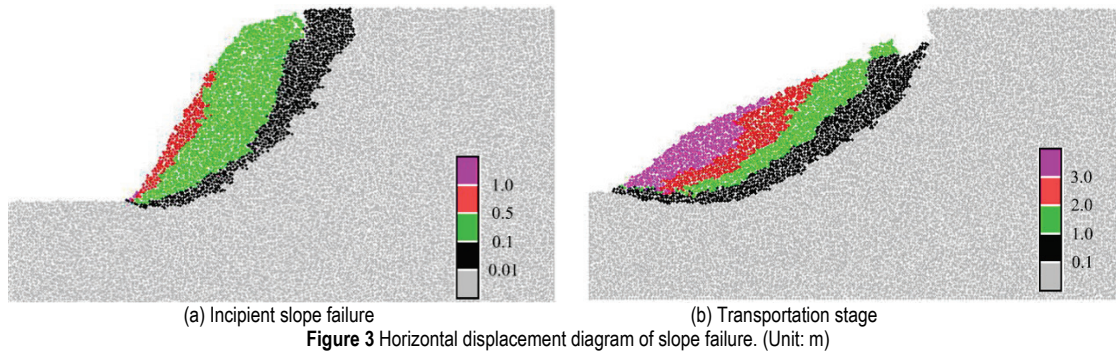 1.0
0.5
0.1
0.01
3.0
2.0
1.0
0.1
(a) Incipient slope failure
(b) Transportation stage
Figure 3 Horizontal displacement diagram of slope failure. (Unit: m)